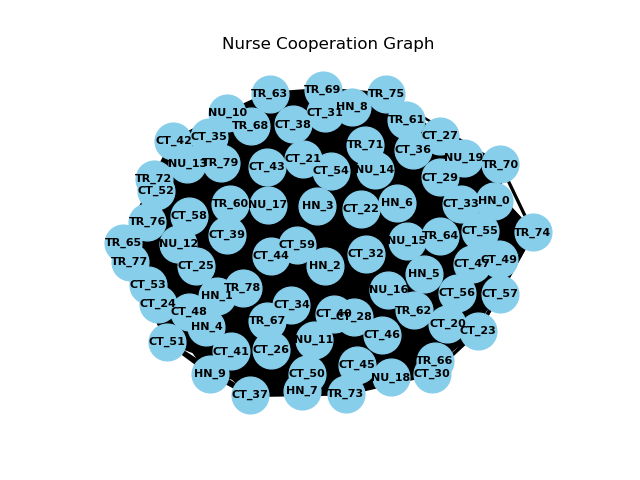 Nurse Cooperation Graph
TR_63
TR_69
TR_75
HN_8
NU_10
CT_31
TR_61
CT_38
TR_68
CT_27
CT_35
CT_42
TR_71
CT_36
NU_19
CT_21
NU_13
TR_79
TR_70
CT_43
CT_54
NU_14
CT_29
TR_72
CT_52
HN_0
HN_6
CT_33
TR_60
NU_17
HN_3
CT_22
CT_58
TR_76
CT_55
TR_74
CT_39
TR_64
NU_15
TR_65
NU_12
CT_59
CT_44
CT_32
CT_49
TR_77
CT_47
CT_25
HN_2
HN_5
CT_53
TR_78
NU_16
CT_56
CT_57
HN_1
CT_24
CT_34
CT_48
TR_62
CT_40
CT_28
TR_67
CT_20
HN_4
CT_23
CT_46
NU_11
CT_51
CT_41
CT_26
TR_66
CT_45
HN_9
CT_50
CT_30
NU_18
HN_7
CT_37
TR_73